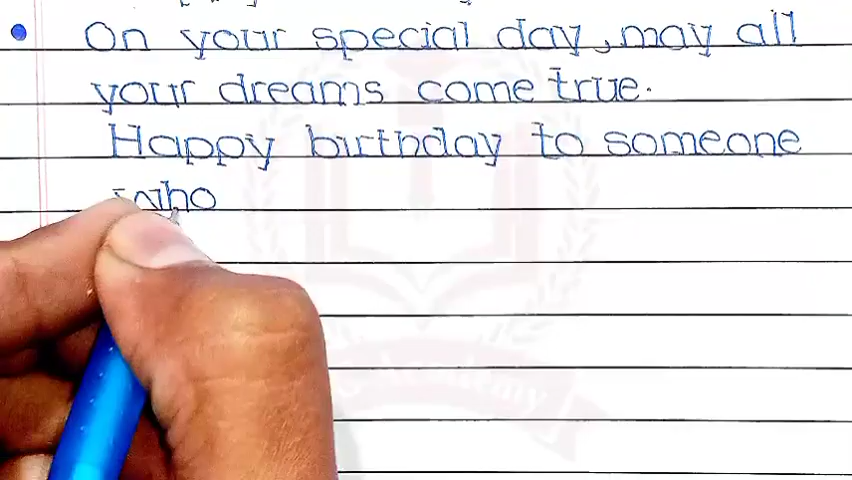 On your special day, may all
your dreams come true.
Happy birthday to someone
who